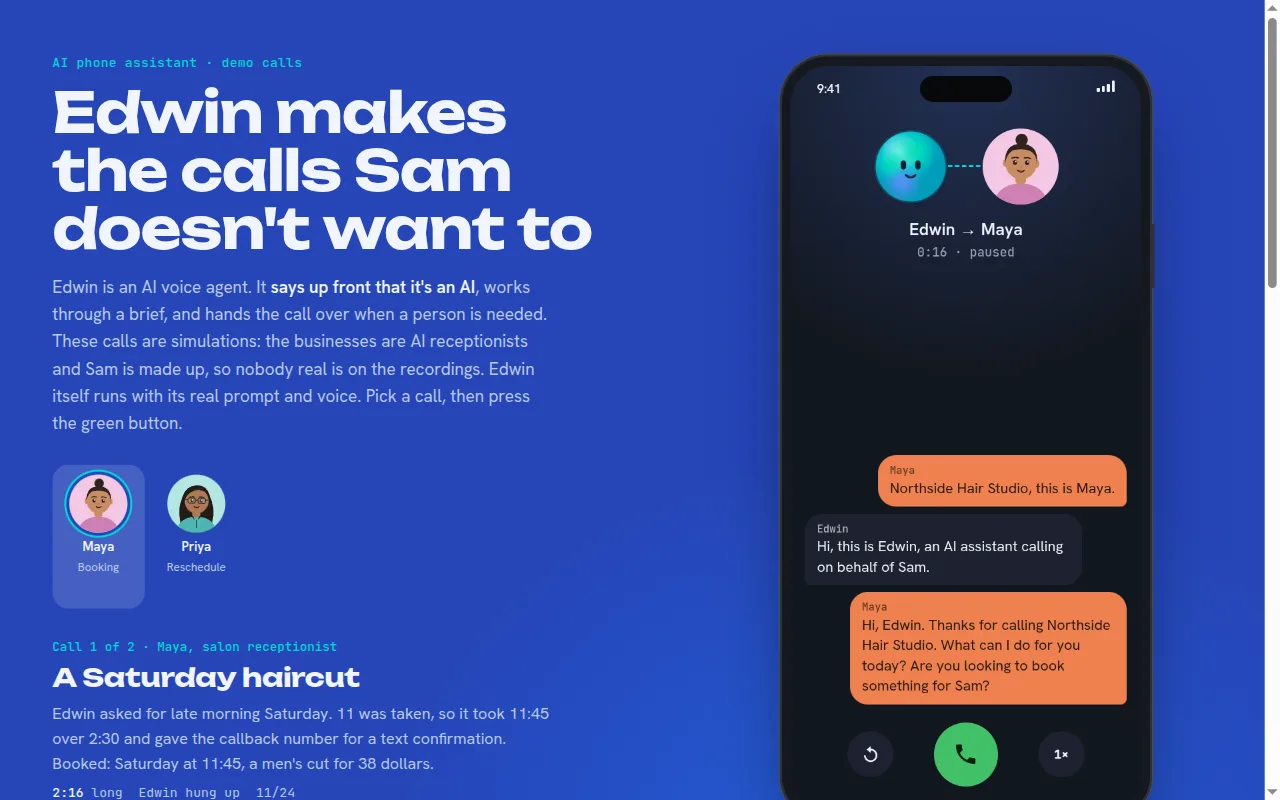 AI phone assistant · demo calls
Edwin makes
the calls Sam
doesn't want to
Edwin is an AI voice agent. It says up front that it's an AI, works
through a brief, and hands the call over when a person is needed.
These calls are simulations: the businesses are AI receptionists
and Sam is made up, so nobody real is on the recordings. Edwin
itself runs with its real prompt and voice. Pick a call, then press
the green button.
Maya
Booking
Priya
Reschedule
Call 1 of 2 · Maya, salon receptionist
A Saturday haircut
Edwin asked for late morning Saturday. 11 was taken, so it took 11:45
over 2:30 and gave the callback number for a text confirmation.
Booked: Saturday at 11:45, a men's cut for 38 dollars.
2:16 long Edwin hung up 11/24
9:41
Edwin → Maya
0:16 · paused
Maya
Northside Hair Studio, this is Maya.
Edwin
Hi, this is Edwin, an AI assistant calling
on behalf of Sam.
Maya
Hi, Edwin. Thanks for calling Northside
Hair Studio. What can I do for you
today? Are you looking to book
something for Sam?
1×